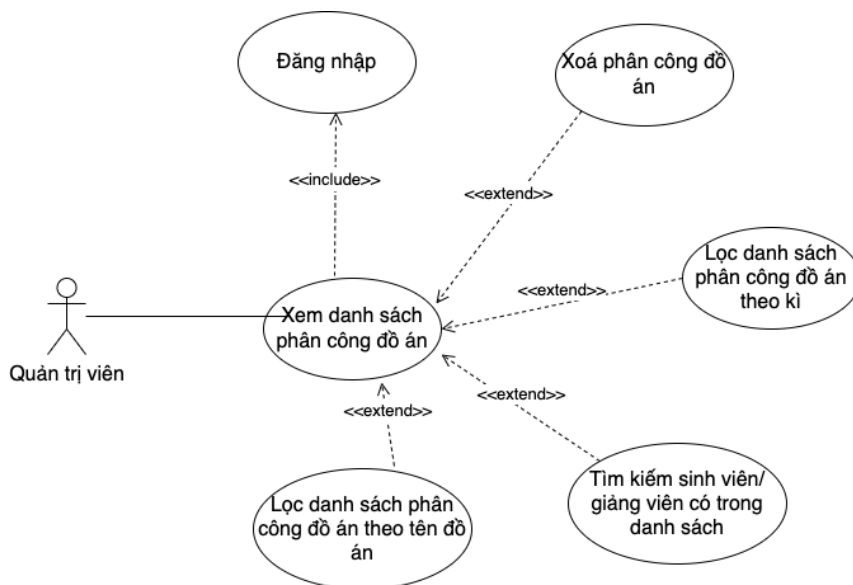 Đăng nhập
Xoá phân công đồ
án
<<include>>
<<extend>>
Lọc danh sách
phân công đồ án
theo kì
<<extend>>
Xem danh sách
phân công đồ án
Quản trị viên
<<extend>>
<<extend>>
Lọc danh sách phân
công đồ án theo tên đồ
án
Tìm kiếm sinh viên/
giảng viên có trong
danh sách